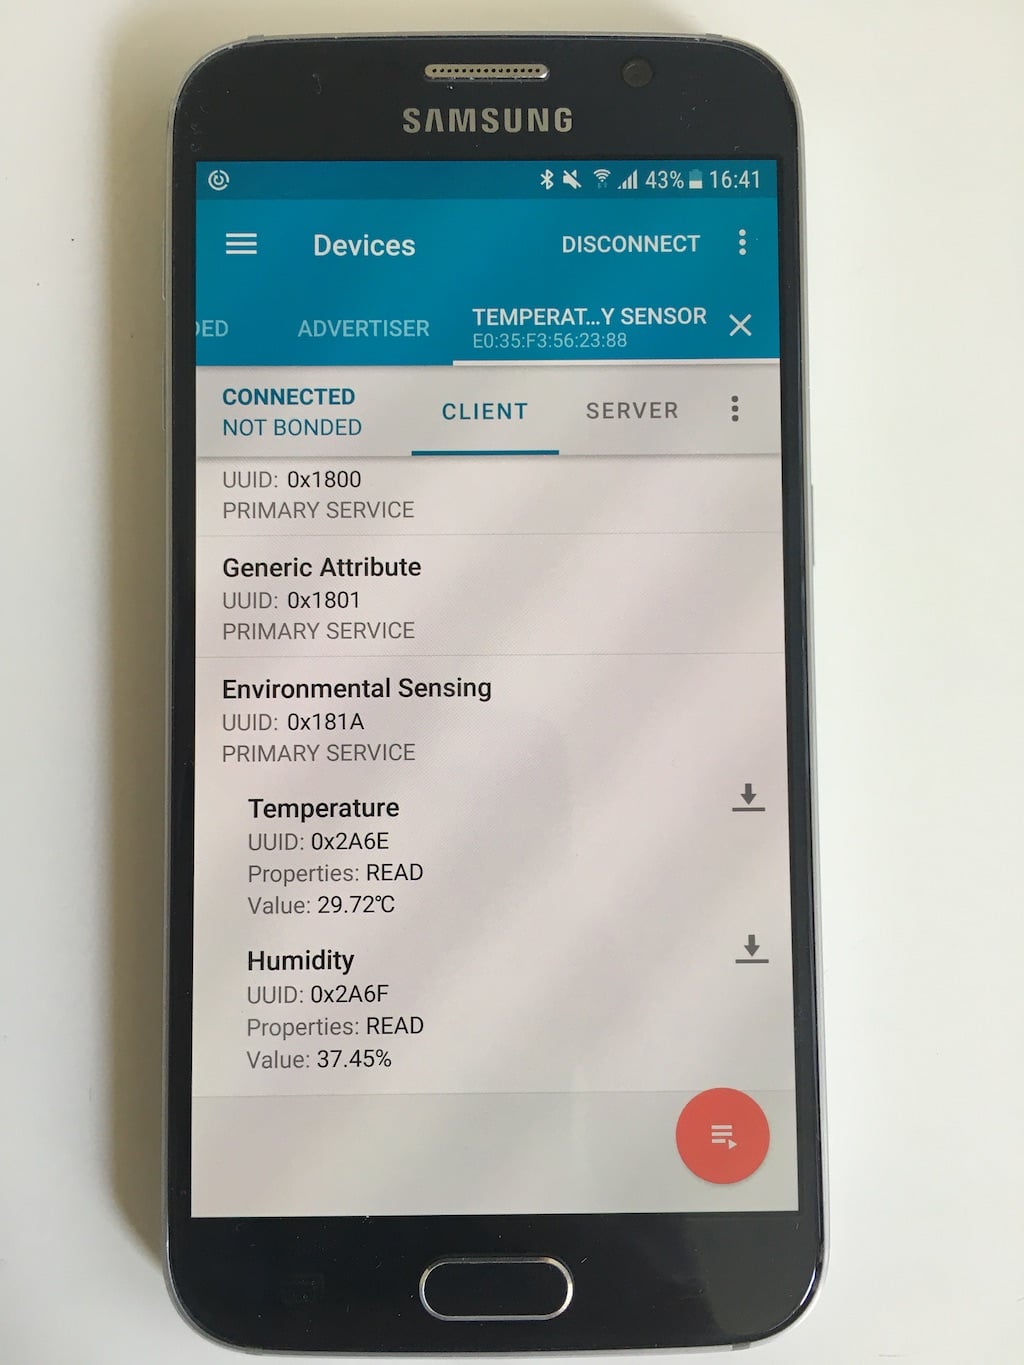 SAMSUNG
43% 16:41
Devices DISCONNECT
DED ADVERTISER TEMPERAT...Y SENSOR
E0:35:F3:56:23:88
CONNECTED
NOT BONDED
CLIENT SERVER
UUID: 0x1800
PRIMARY SERVICE
Generic Attribute
UUID: 0x1801
PRIMARY SERVICE
Environmental Sensing
UUID: 0x181A
PRIMARY SERVICE
Temperature
UUID: 0x2A6E
Properties: READ
Value: 29.72℃
Humidity
UUID: 0x2A6F
Properties: READ
Value: 37.45%